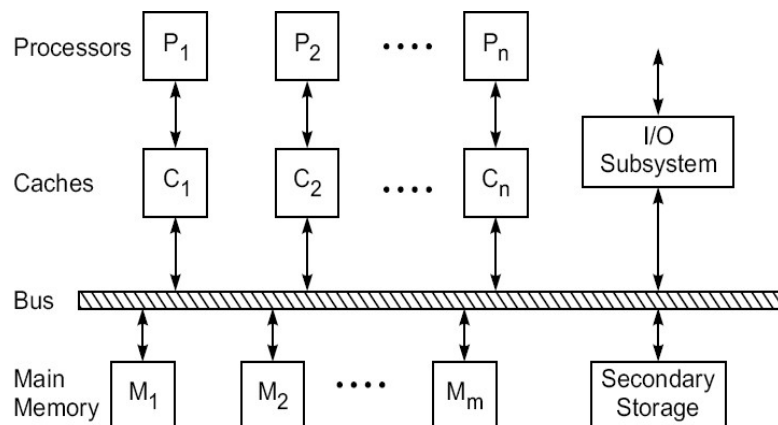 Processors P1 P2 .... Pn
I/O
Subsystem
Caches C1 C2 .... Cn
Bus
Main
Memory M1 M2 .... Mm
Secondary
Storage